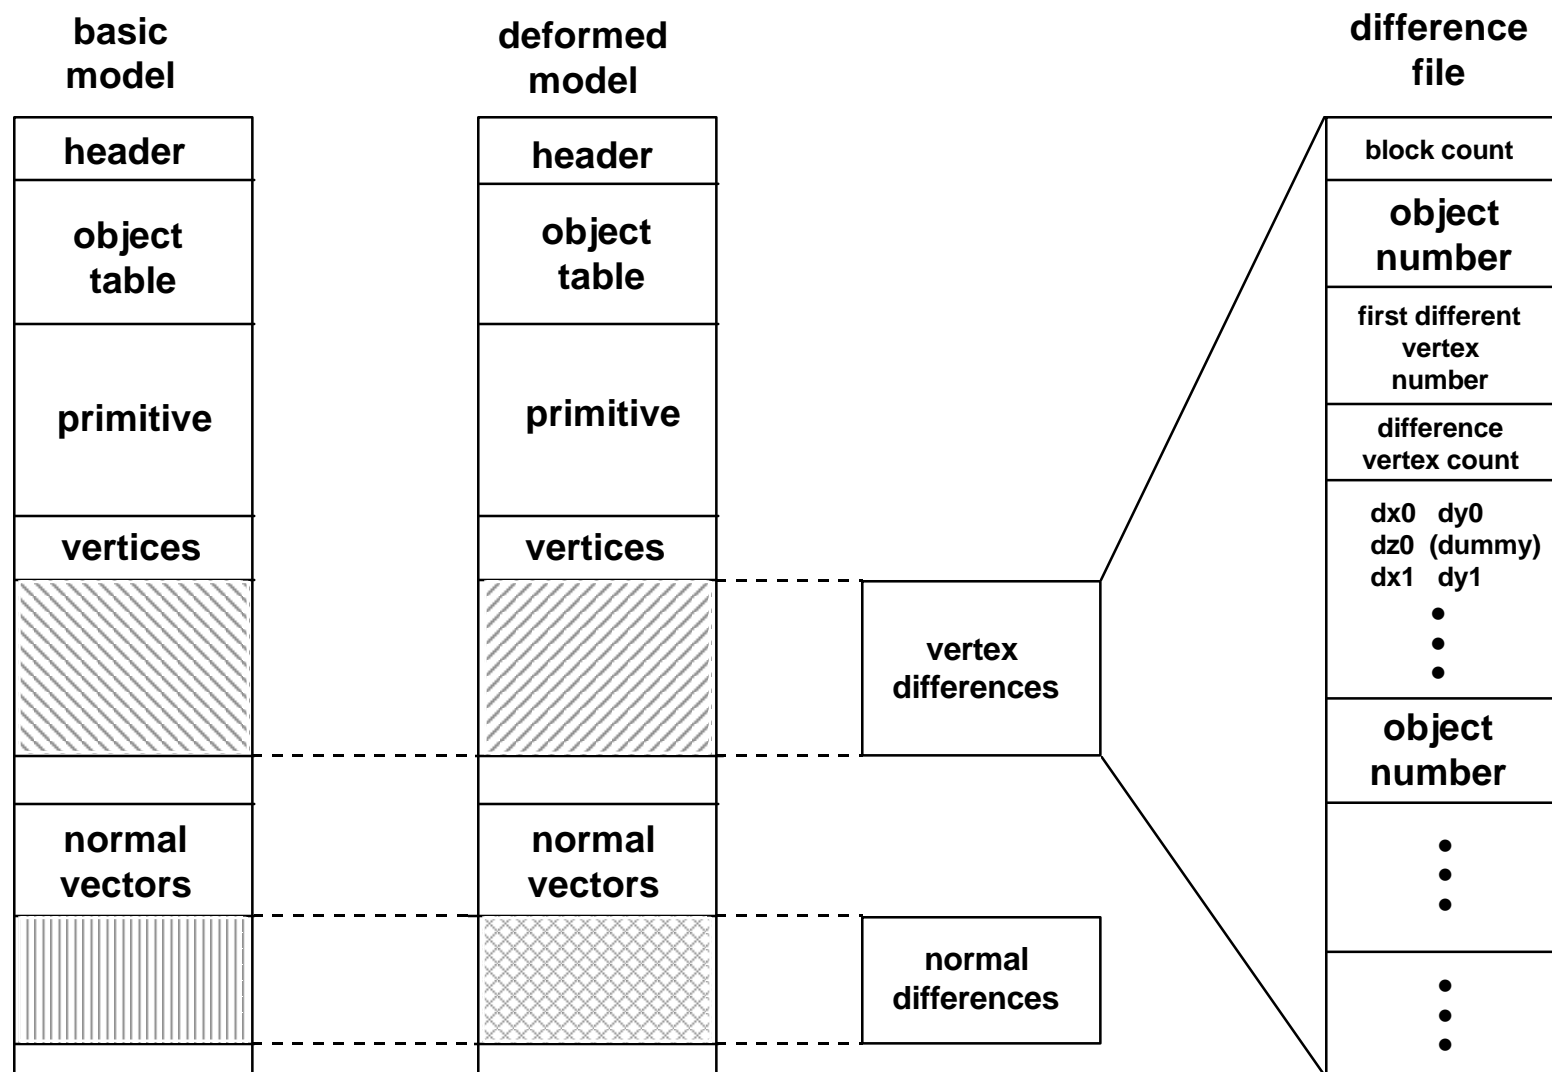 basic
model
header
object
table
primitive
vertices
normal
vectors
deformed
model
header
object
table
primitive
vertices
normal
vectors
vertex
differences
normal
differences
difference
file
block count
object
number
first different
vertex
number
difference
vertex count
dx0 dy0
dz0 (dummy)
dx1 dy1
object
number